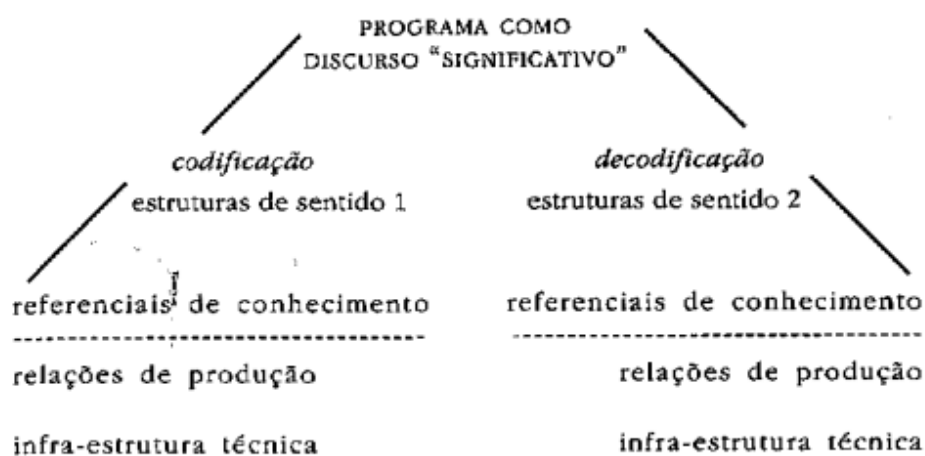 PROGRAMA COMO
DISCURSO "SIGNIFICATIVO"
codificação
estruturas de sentido 1
decodificação
estruturas de sentido 2
referenciais de conhecimento
relações de produção
infra-estrutura técnica
referenciais de conhecimento
relações de produção
infra-estrutura técnica